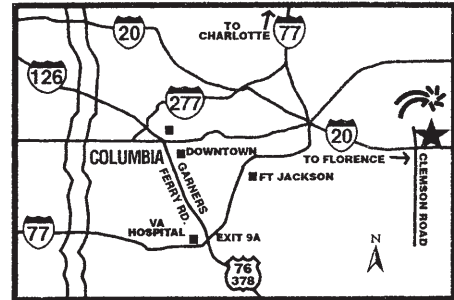 TO
CHARLOTTE
77
20
126
277
20
COLUMBIA
DOWNTOWN
TO FLORENCE
CLEMSON ROAD
GARNERS
FERRY RD.
FT JACKSON
VA
HOSPITAL
77
EXIT 9A
N
76
378